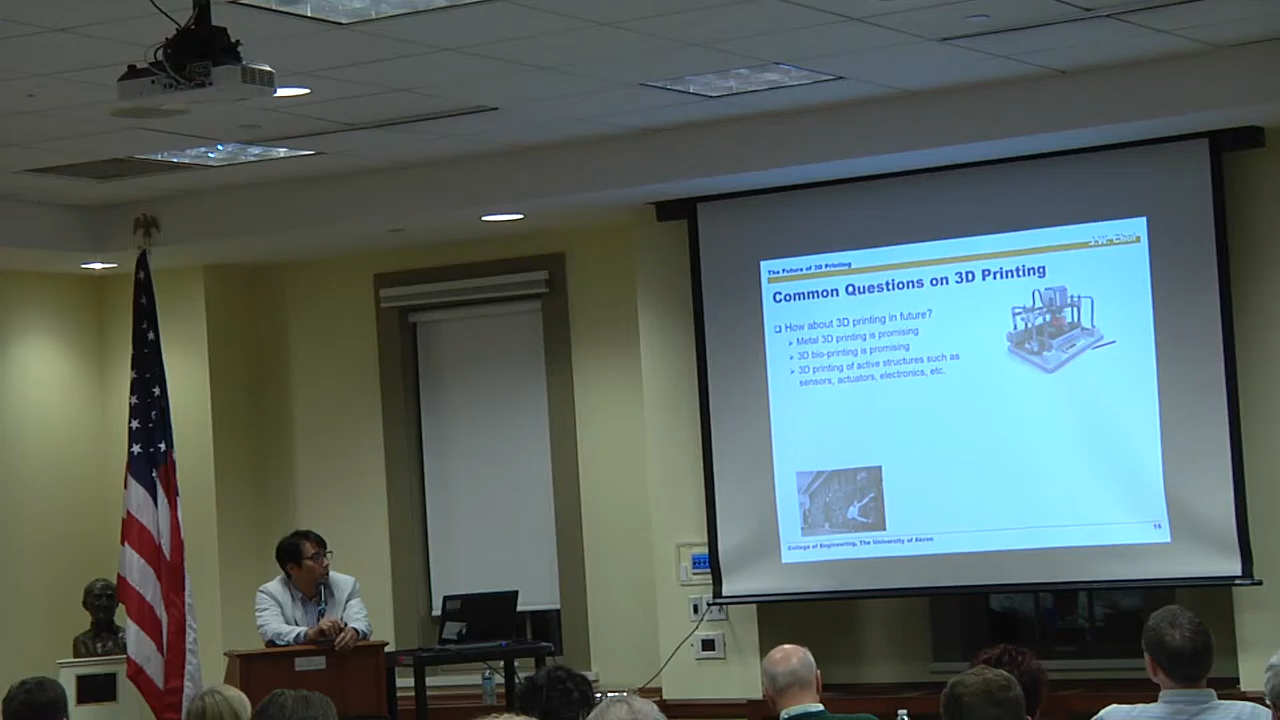 J.W. Choi
The Future of 3D Printing
Common Questions on 3D Printing
How about 3D printing in future?
Metal 3D printing is promising
3D bio-printing is promising
3D printing of active structures such as
sensors, actuators, electronics, etc.
College of Engineering, The University of Akron